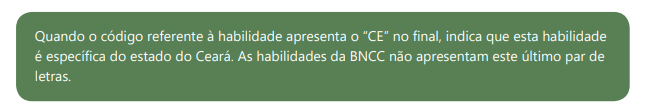 Quando o código referente à habilidade apresenta o “CE” no final, indica que esta habilidade
é específica do estado do Ceará. As habilidades da BNCC não apresentam este último par de
letras.